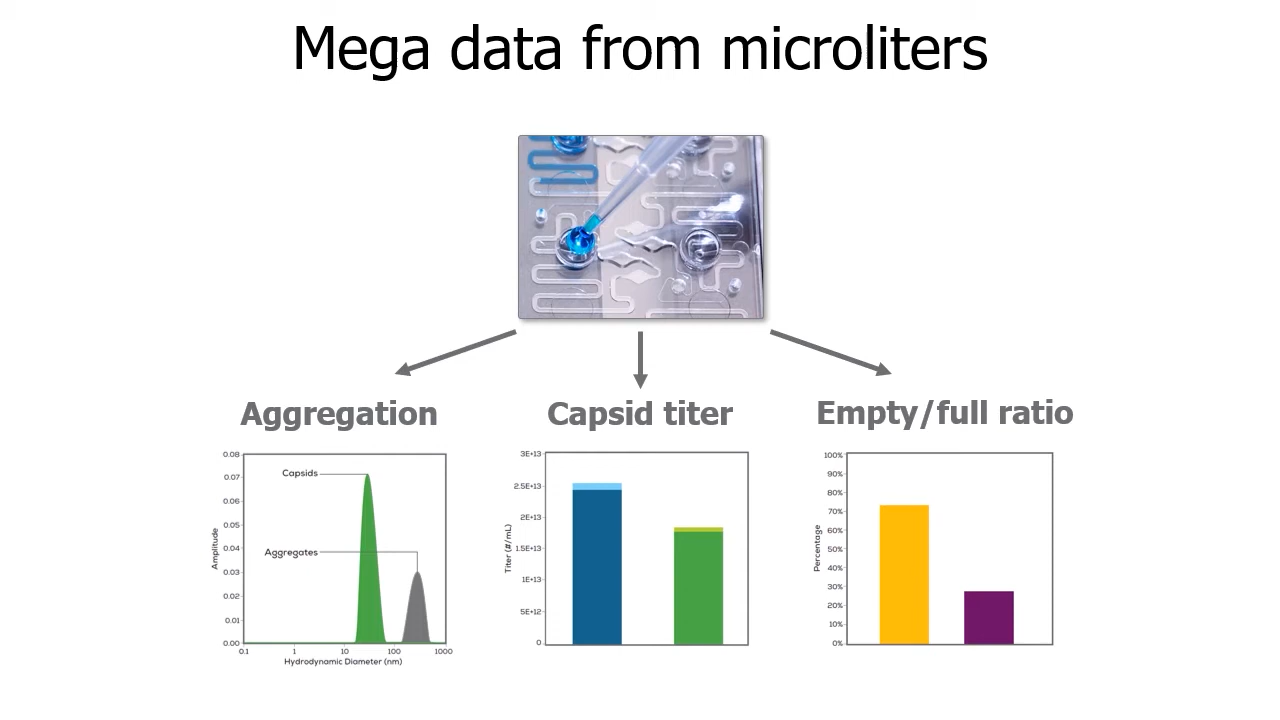 Mega data from microliters
Aggregation
Capsid titer
Empty/full ratio
0.08
0.07
0.06
0.05
0.04
0.03
0.02
0.01
0.00
Amplitude
Capsids
Aggregates
0.1 1 10 100 1000
Hydrodynamic Diameter (nm)
3E+13
2.5E+13
2E+13
1.5E+13
1E+13
5E+12
0
Titer (#/mL)
100%
90%
80%
70%
60%
50%
40%
30%
20%
10%
0%
Percentage